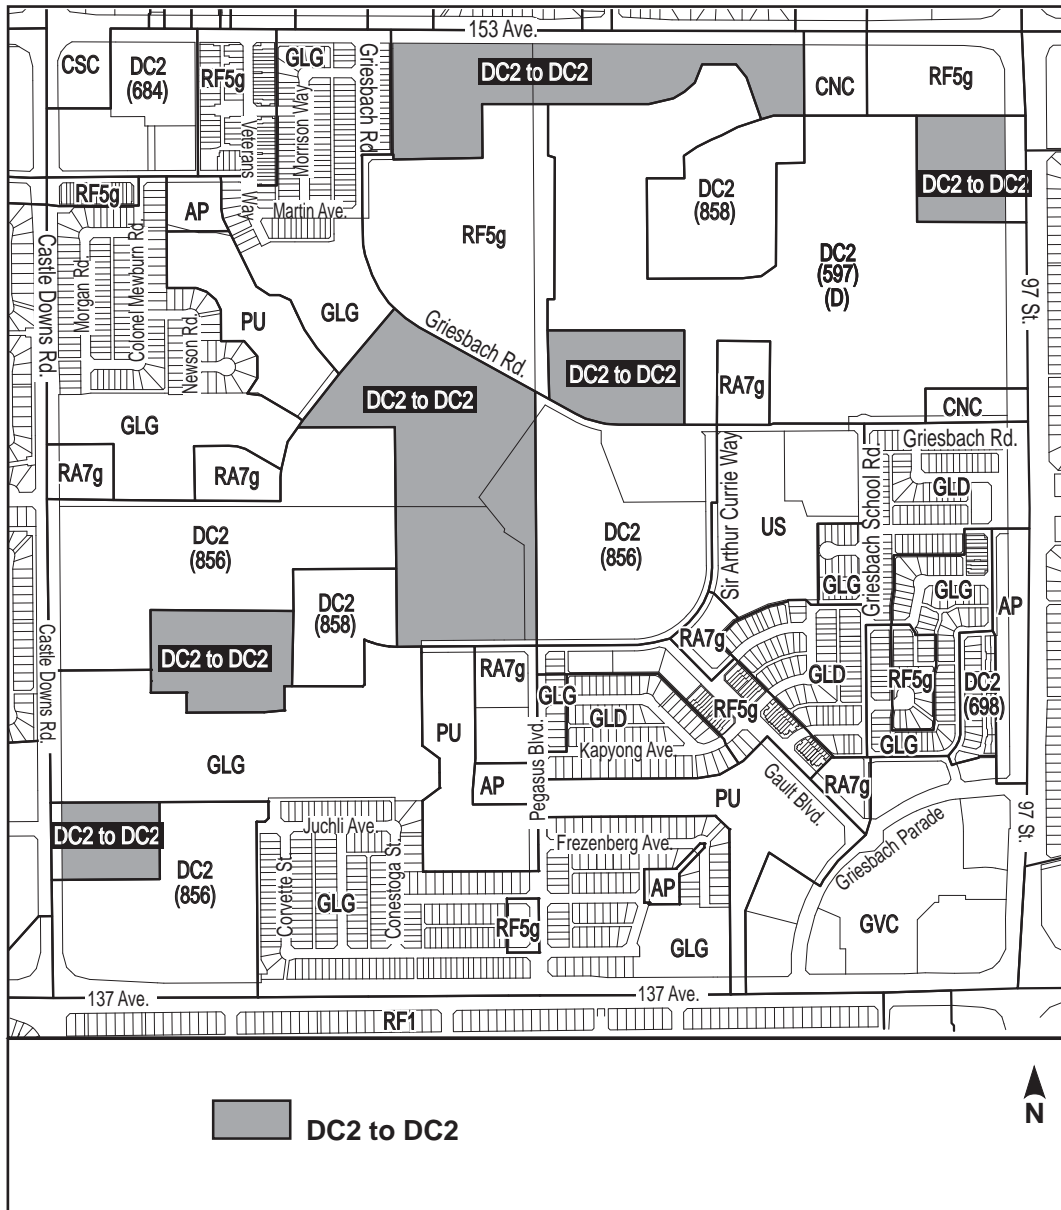 153 Ave.
CSC
DC2
(684)
RF5g
GLG
Griesbach Rd.
DC2 to DC2
CNC
RF5g
Veterans Way
Morrison Way
DC2 to DC2
RF5g
AP
Martin Ave.
RF5g
DC2
(858)
Castle Downs Rd.
Morgan Rd.
Colonel Mewburn Rd.
Newson Rd.
PU
GLG
DC2
(597)
(D)
97 St.
Griesbach Rd.
DC2 to DC2
DC2 to DC2
RA7g
CNC
GLG
Griesbach Rd.
RA7g
RA7g
Sir Arthur Currie Way
Griesbach School Rd.
GLD
DC2
(856)
DC2
(856)
US
GLG
GLG
AP
DC2
(858)
Castle Downs Rd.
DC2 to DC2
RA7g
RA7g
GLD
RF5g
DC2
(698)
GLG
GLD
RF5g
PU
Kapyong Ave.
GLG
GLG
Pegasus Blvd.
AP
PU
Gault Blvd.
RA7g
97 St.
DC2 to DC2
Juchli Ave.
Frezenberg Ave.
Griesbach Parade
DC2
(856)
Corvette St.
GLG
Conestoga St.
AP
RF5g
GLG
GVC
137 Ave.
137 Ave.
RF1
DC2 to DC2
N